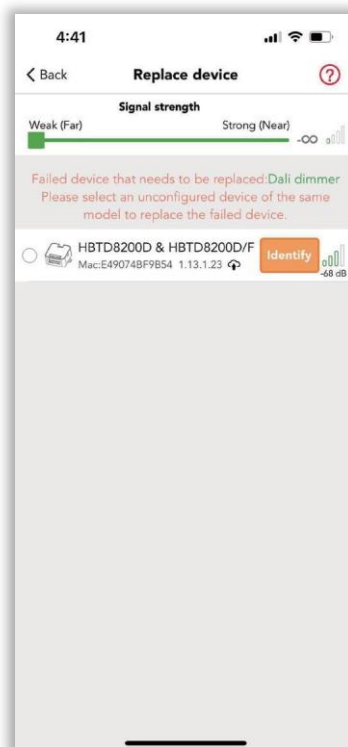 4:41
Back Replace device ?
Signal strength
Weak (Far) Strong (Near)
-∞
Failed device that needs to be replaced:Dali dimmer
Please select an unconfigured device of the same
model to replace the failed device.
HBTD8200D & HBTD8200D/F
Identify
Mac:E49074BF9B54 1.13.1.23
-68 dB